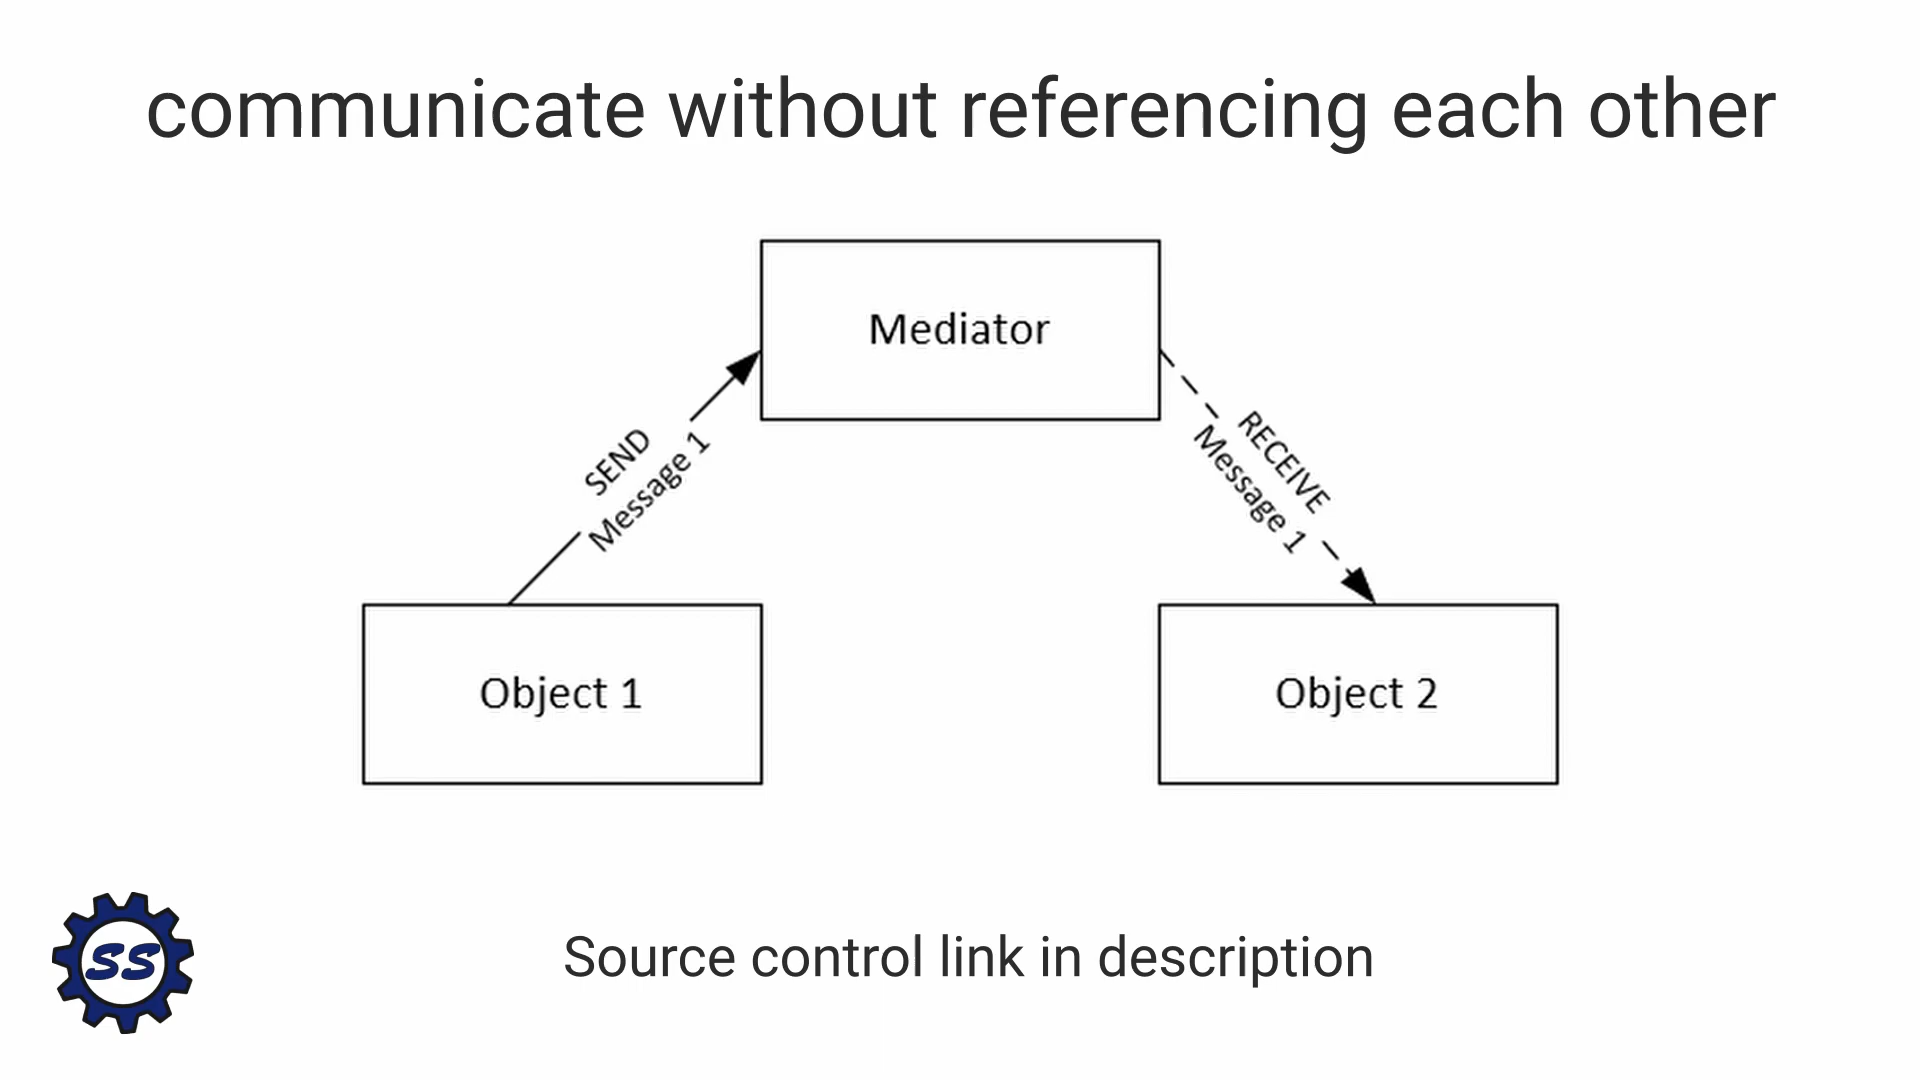 communicate without referencing each other
Mediator
SEND
Message 1
RECEIVE
Message 1
Object 1
Object 2
SS
Source control link in description